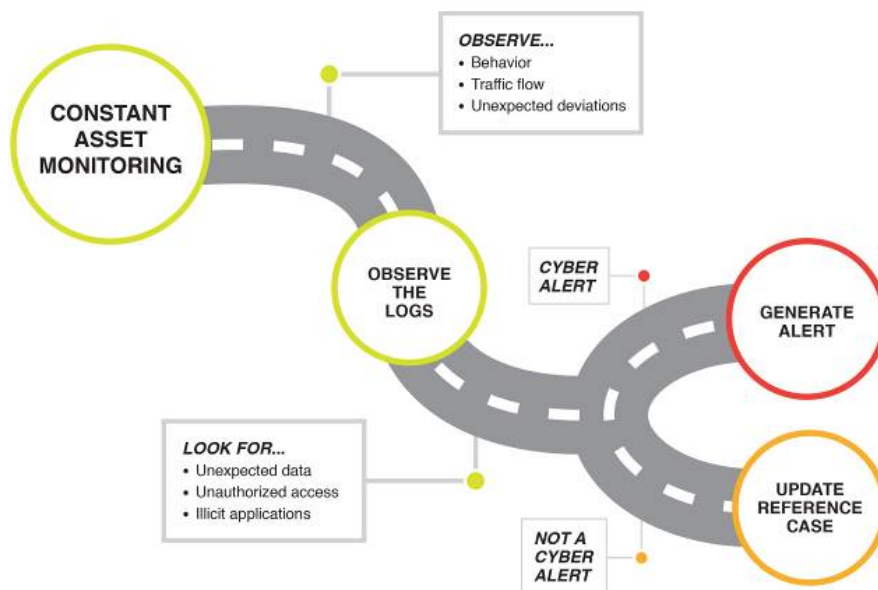 OBSERVE...
• Behavior
• Traffic flow
• Unexpected deviations
CONSTANT
ASSET
MONITORING
OBSERVE
THE
LOGS
CYBER
ALERT
GENERATE
ALERT
LOOK FOR...
• Unexpected data
• Unauthorized access
• Illicit applications
NOT A
CYBER
ALERT
UPDATE
REFERENCE
CASE